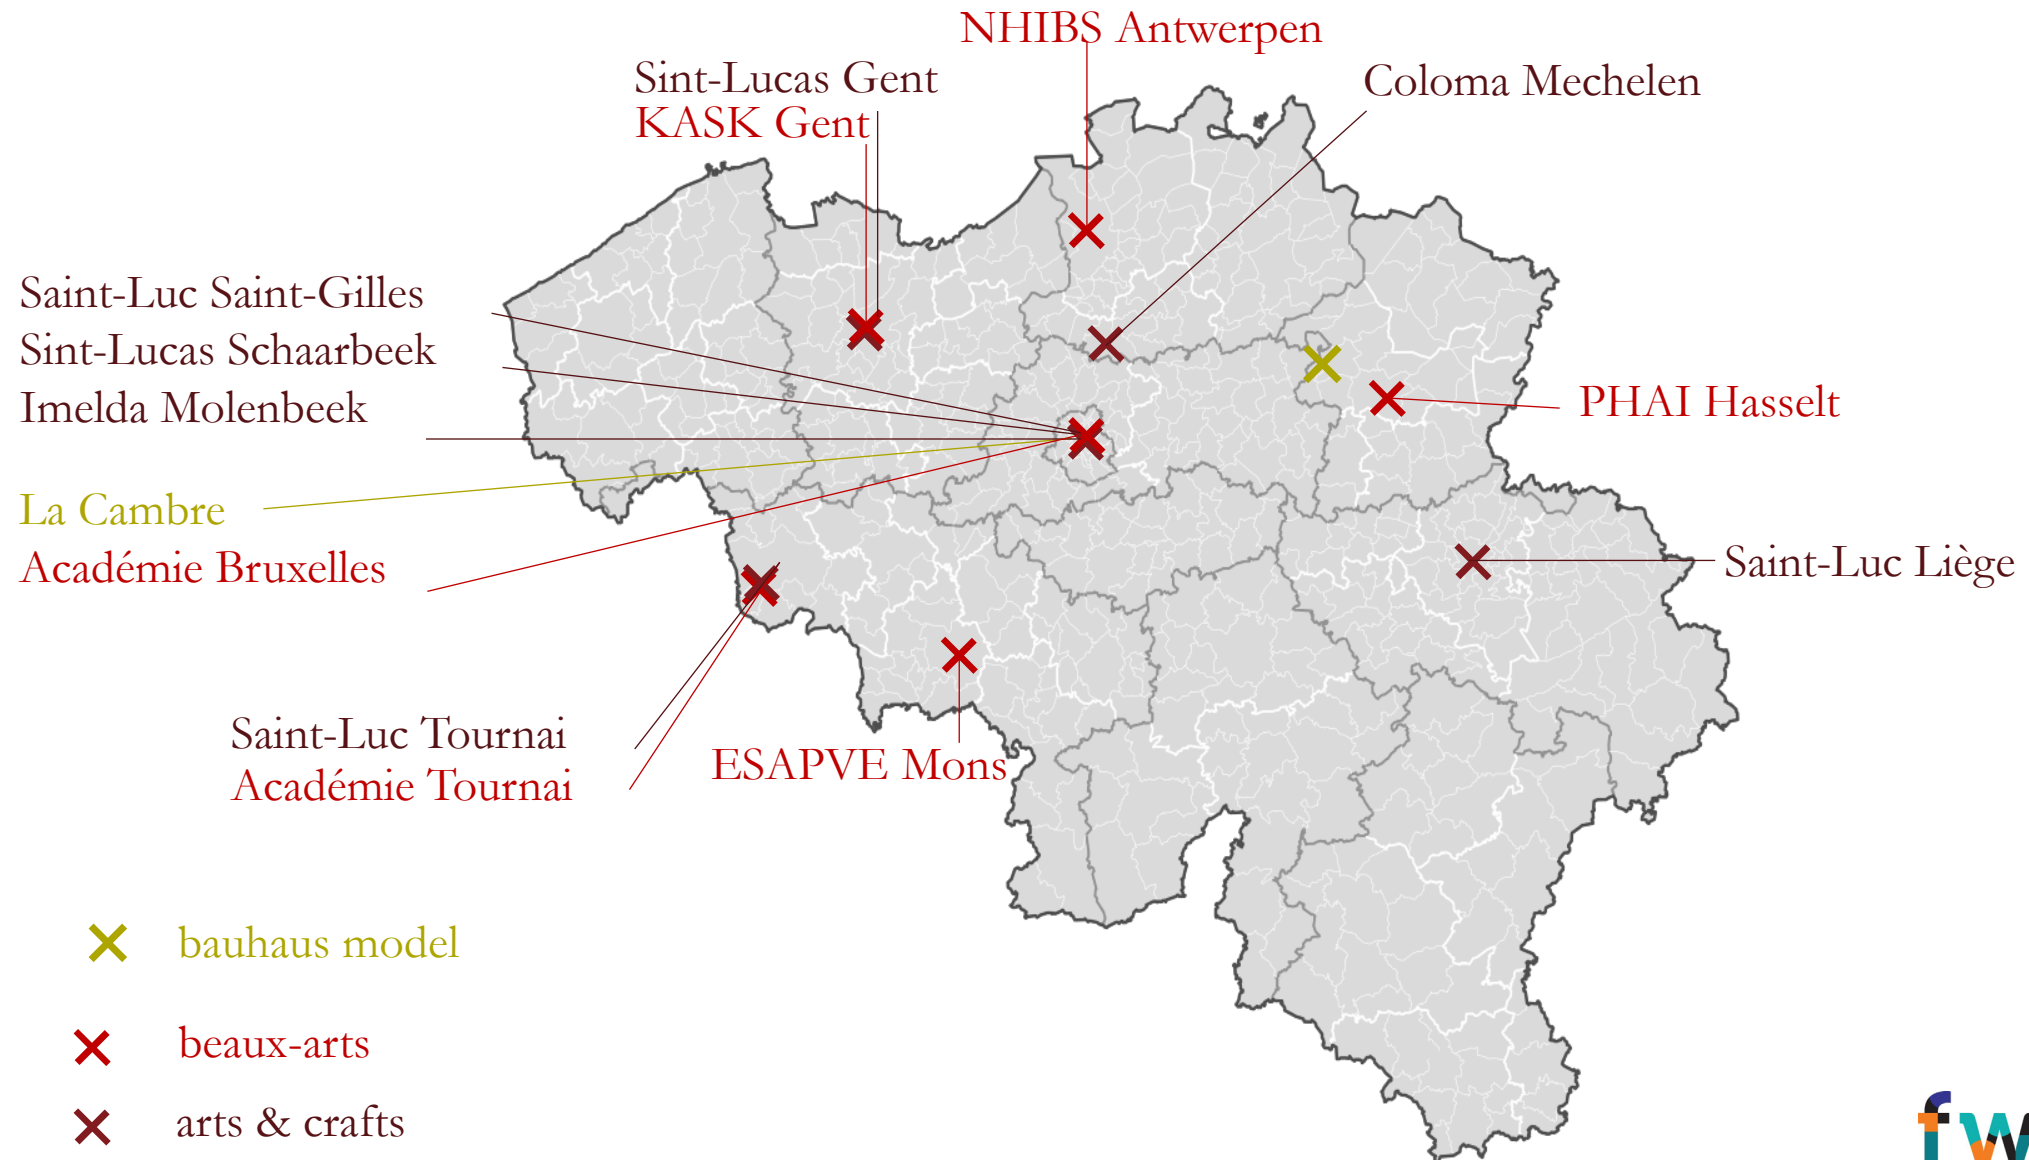 NHIBS Antwerpen
Sint-Lucas Gent
KASK Gent
Coloma Mechelen
Saint-Luc Saint-Gilles
Sint-Lucas Schaarbeek
Imelda Molenbeek
PHAI Hasselt
La Cambre
Académie Bruxelles
Saint-Luc Liège
Saint-Luc Tournai
Académie Tournai
ESAPVE Mons
bauhaus model
beaux-arts
arts & crafts
fw